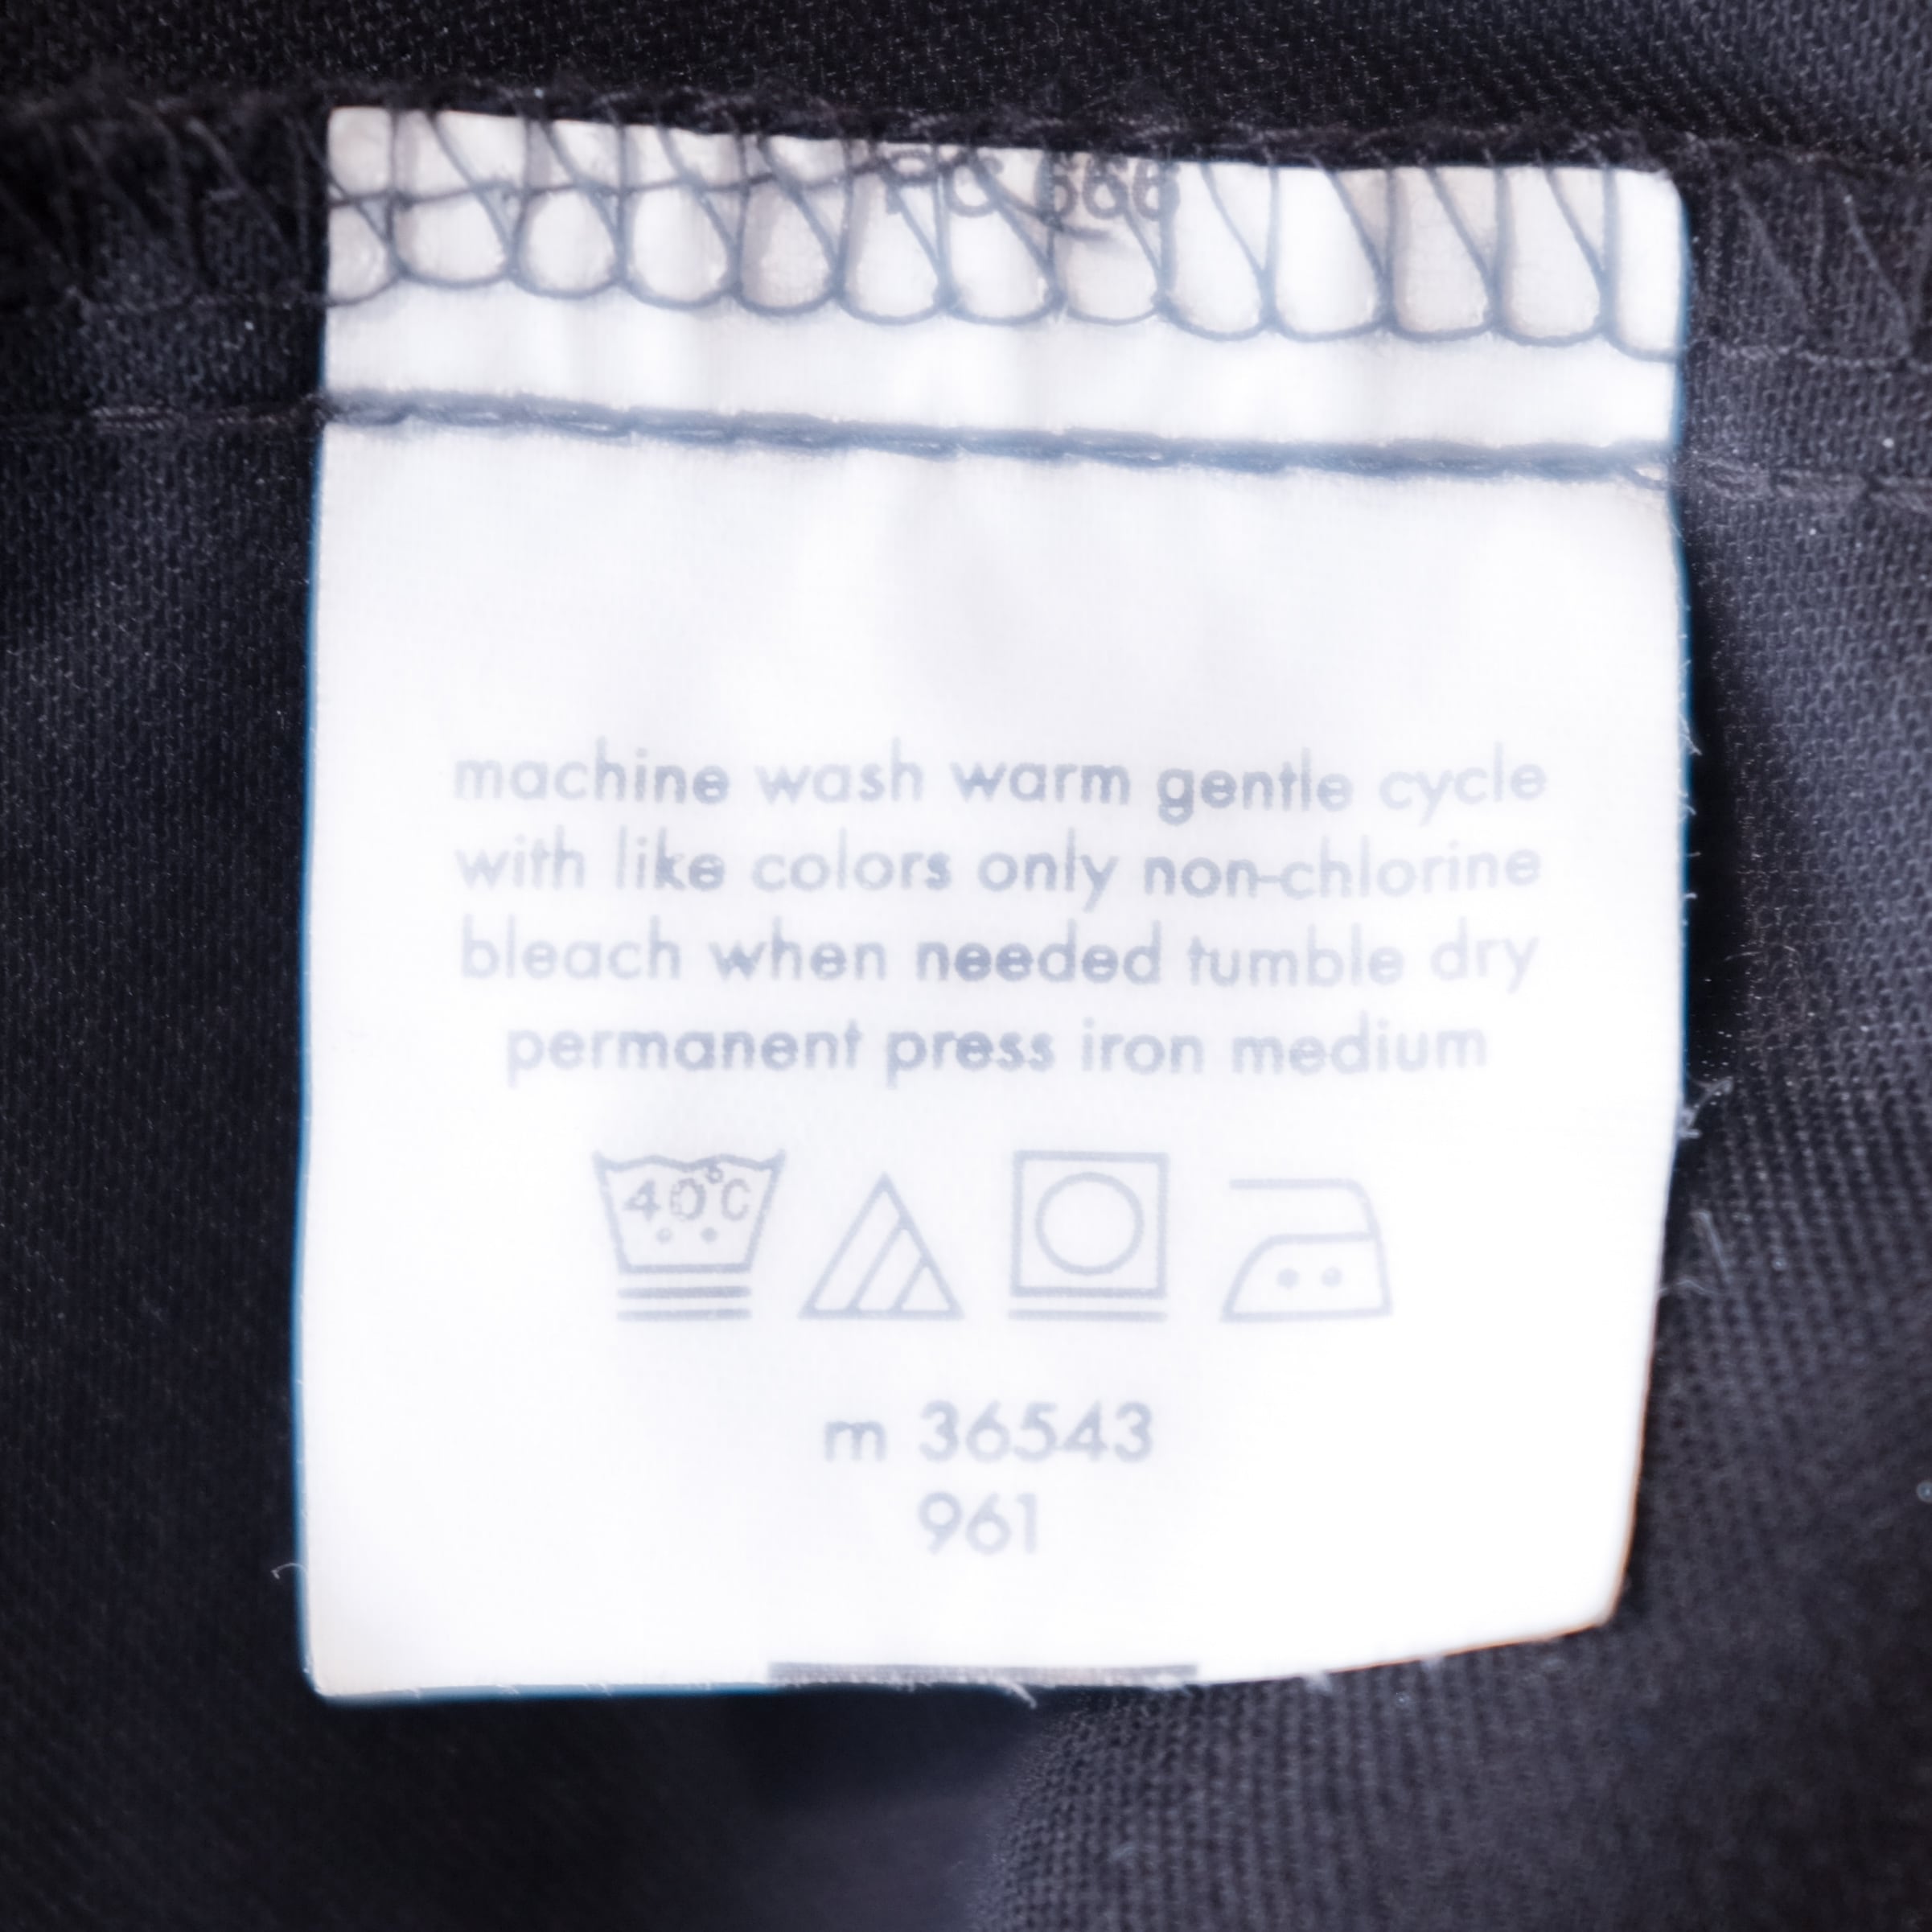 machine wash warm gentle cycle
with like colors only non-chlorine
bleach when needed tumble dry
permanent press iron medium
40°C
m 36543
961